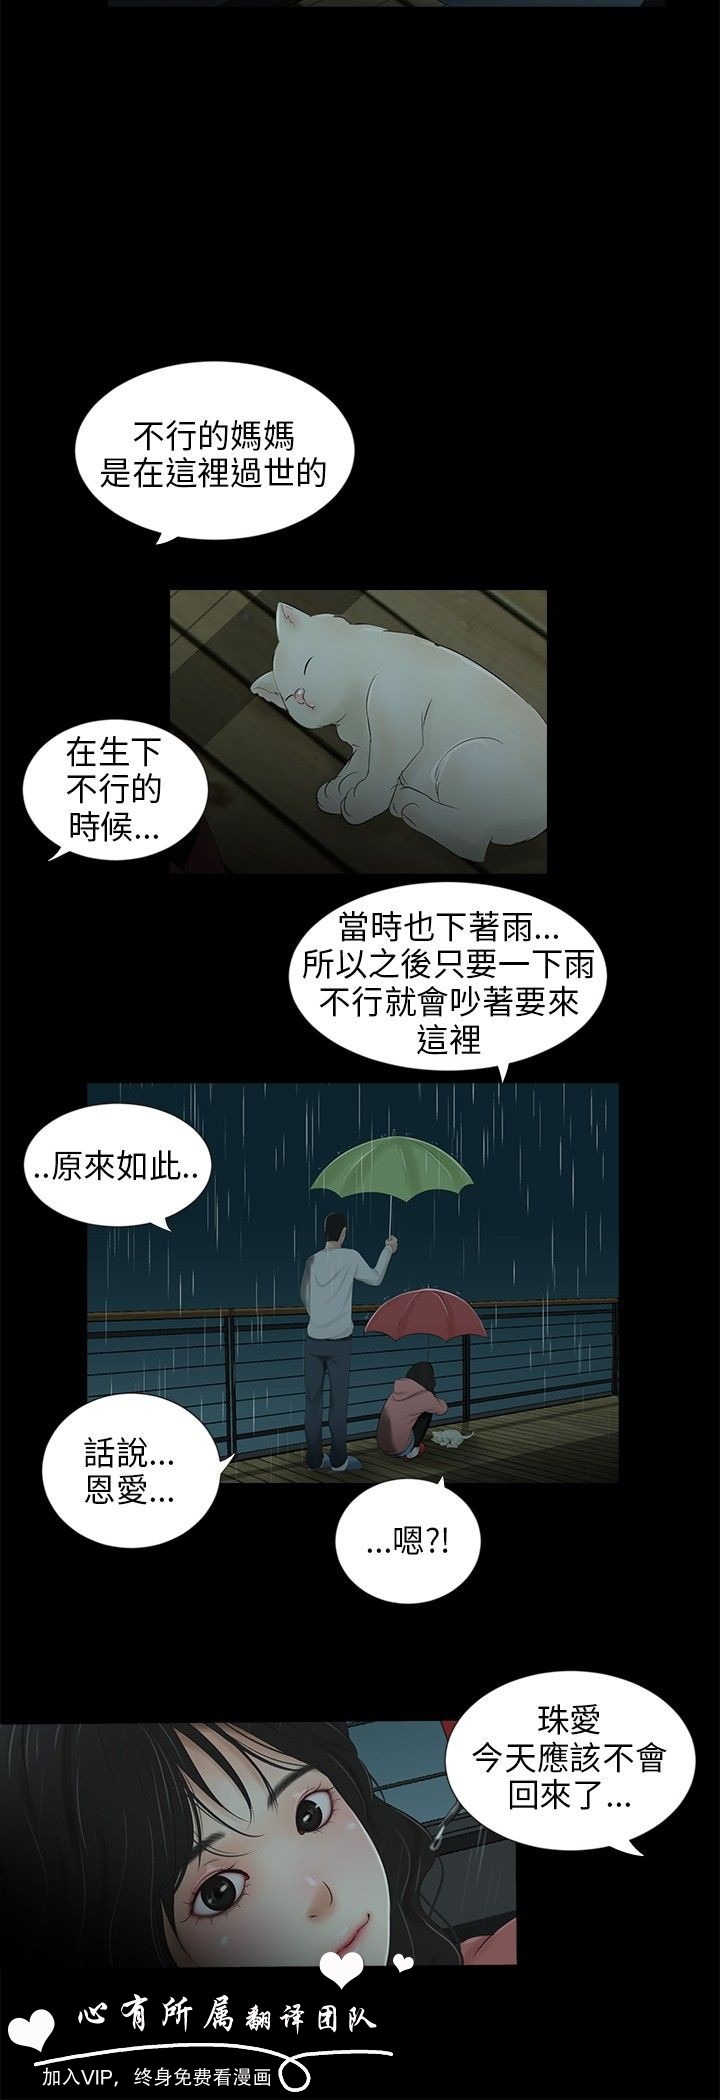 不行的媽媽
是在這裡過世的
在生下
不行的
時候...
當時也下著雨...
所以之後只要一下雨
不行就會吵著要來
這裡
..原來如此..
話說...
恩愛...
...嗯?!
珠愛
今天應該不會
回來了...
心有所属翻译团队
加入VIP，终身免费看漫画